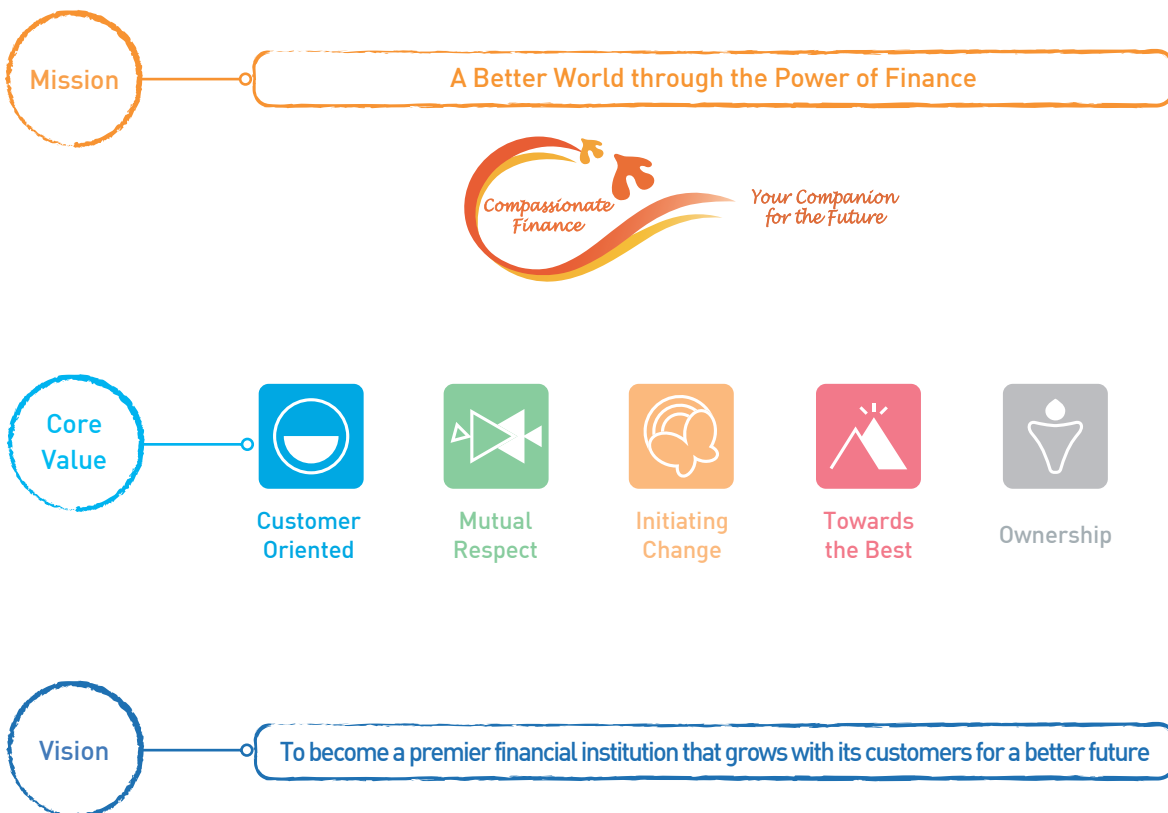 Mission
A Better World through the Power of Finance
Compassionate
Finance
Your Companion
for the Future
Core
Value
Customer
Oriented
Mutual
Respect
Initiating
Change
Towards
the Best
Ownership
Vision
To become a premier financial institution that grows with its customers for a better future